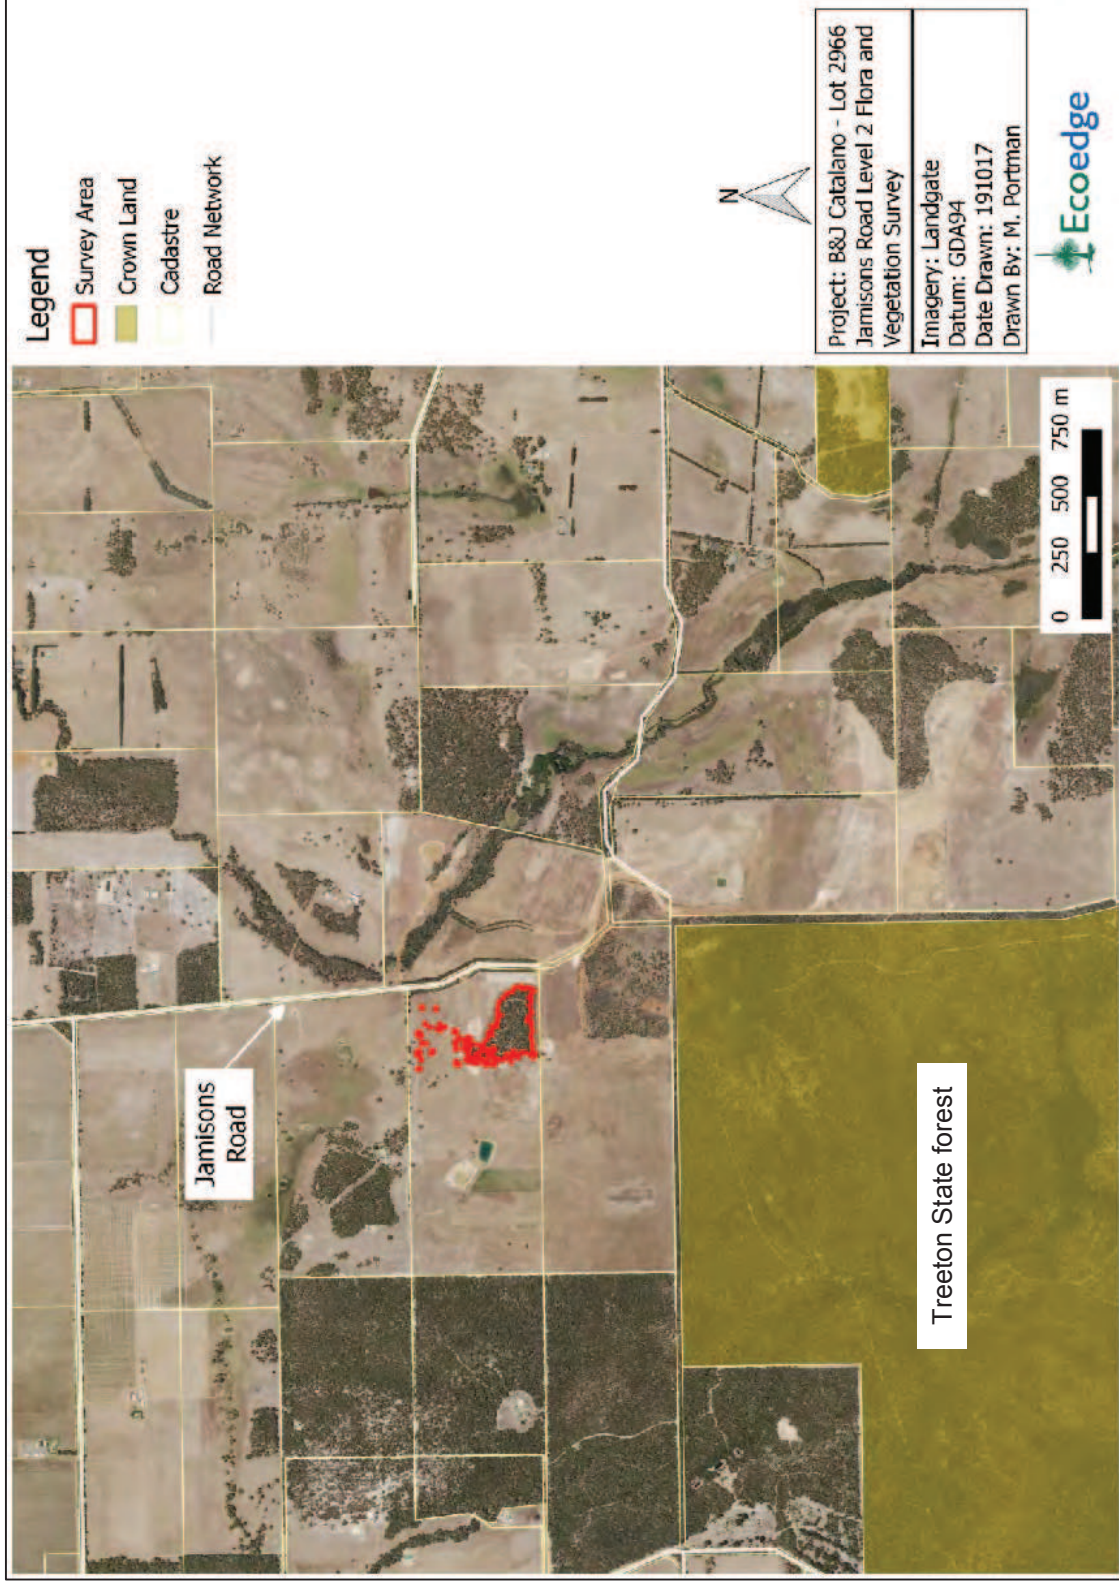 Legend
Survey Area
Crown Land
Cadastre
Road Network
N
Project: B&J Catalano - Lot 2966
Jamisons Road Level 2 Flora and
Vegetation Survey
Imagery: Landgate
Datum: GDA94
Date Drawn: 191017
Drawn By: M. Portman
Ecoedge
Jamisons
Road
Treeton State forest
0 250 500 750 m